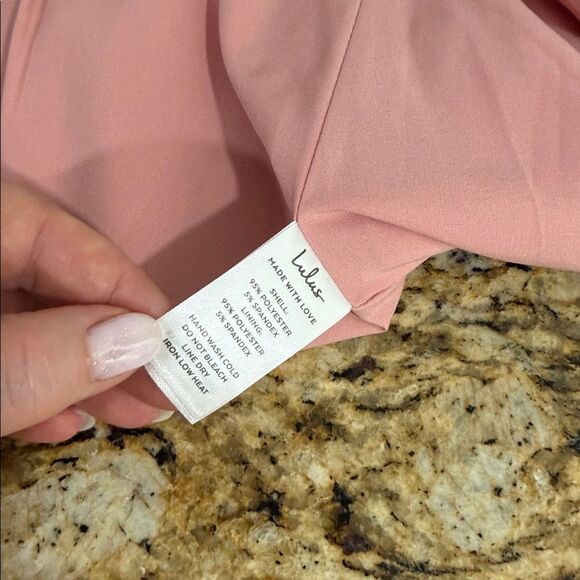 Lulus
MADE WITH LOVE
SHELL:
95% POLYESTER
5% SPANDEX
LINING:
95% POLYESTER
5% SPANDEX
HAND WASH COLD
DO NOT BLEACH
LINE DRY
IRON LOW HEAT